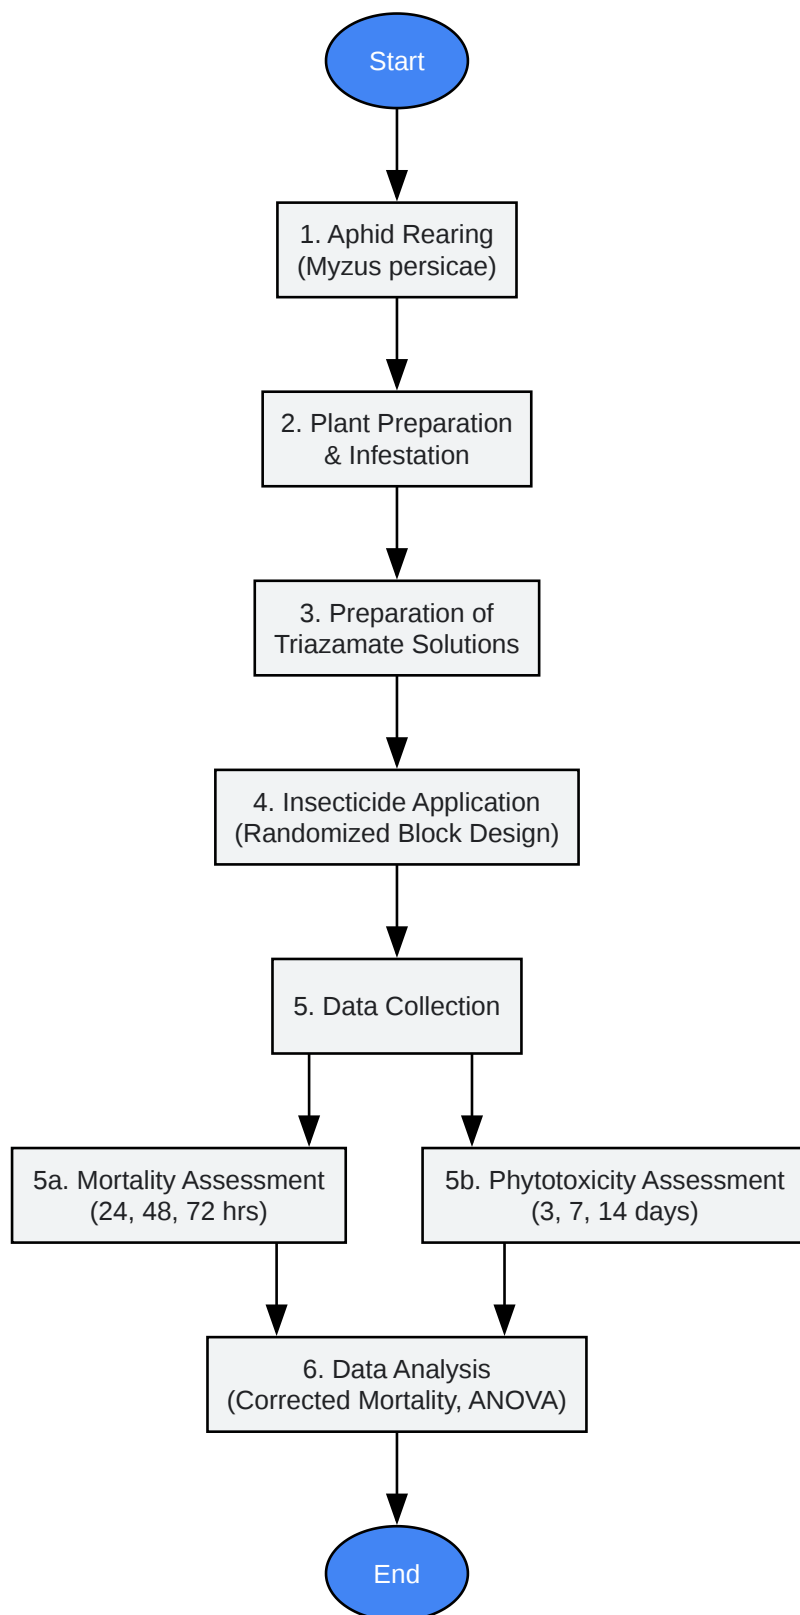 Start
1. Aphid Rearing
(Myzus persicae)
2. Plant Preparation
& Infestation
3. Preparation of
Triazamate Solutions
4. Insecticide Application
(Randomized Block Design)
5. Data Collection
5a. Mortality Assessment
(24, 48, 72 hrs)
5b. Phytotoxicity Assessment
(3, 7, 14 days)
6. Data Analysis
(Corrected Mortality, ANOVA)
End